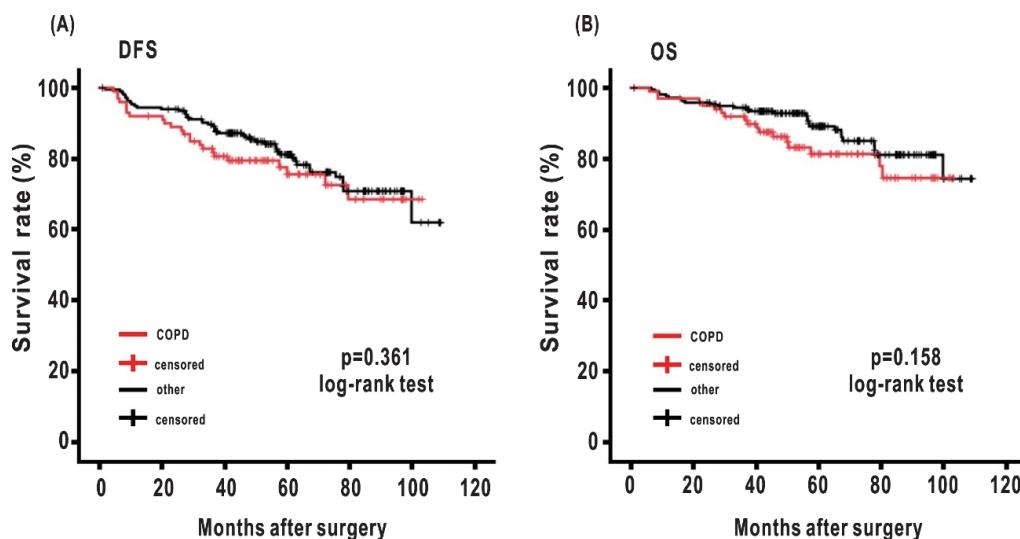 (A)
DFS
Survival rate (%)
100
80
60
40
20
0
COPD
censored
other
censored
p=0.361
log-rank test
0 20 40 60 80 100 120
Months after surgery
(B)
OS
Survival rate (%)
100
80
60
40
20
0
COPD
censored
other
censored
p=0.158
log-rank test
0 20 40 60 80 100 120
Months after surgery